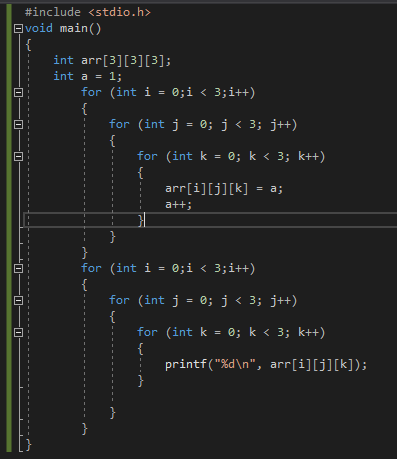 #include <stdio.h>
void main()
{
    int arr[3][3][3];
    int a = 1;
        for (int i = 0;i < 3;i++)
        {
            for (int j = 0; j < 3; j++)
            {
                for (int k = 0; k < 3; k++)
                {
                    arr[i][j][k] = a;
                    a++;
                }
            }
        }
        for (int i = 0;i < 3;i++)
        {
            for (int j = 0; j < 3; j++)
            {
                for (int k = 0; k < 3; k++)
                {
                    printf("%d\n", arr[i][j][k]);
                }

            }
        }
}